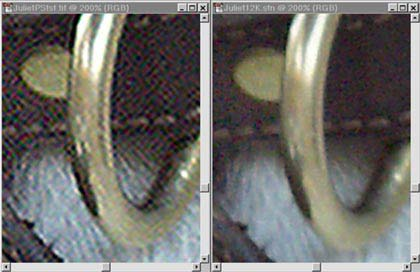 JulietPStst.tif @ 200% (RGB)
Juliet12K.stn @ 200% (RGB)